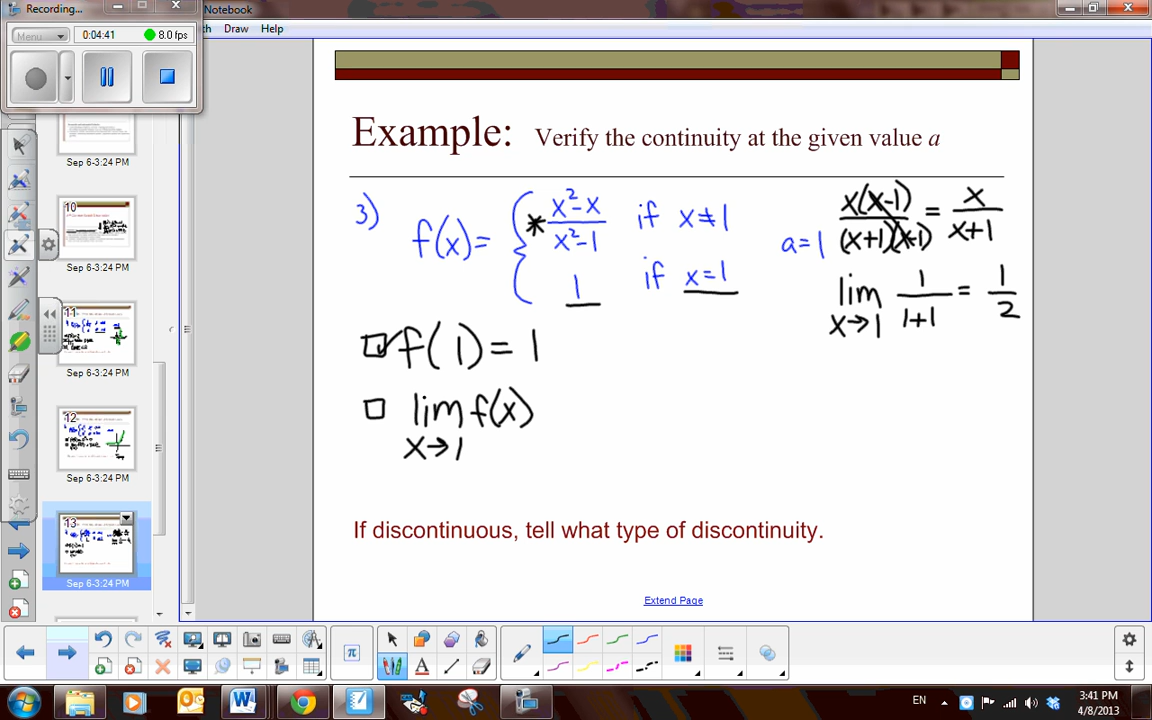 Recording...
Notebook
Menu
0:04:41
8.0 fps
Draw Help
Sep 6-3:24 PM
10
Sep 6-3:24 PM
11
Sep 6-3:24 PM
12
Sep 6-3:24 PM
13
Sep 6-3:24 PM
Example: Verify the continuity at the given value a
3) f(x)= { * x²-x / x²-1 if x≠1
1 if x=1
a=1
x(x-1) / (x+1)(x-1) = x / x+1
lim x→1 1 / 1+1 = 1/2
f(1)=1
lim f(x)
x→1
If discontinuous, tell what type of discontinuity.
Extend Page
π
A
W
EN
3:41 PM
4/8/2013